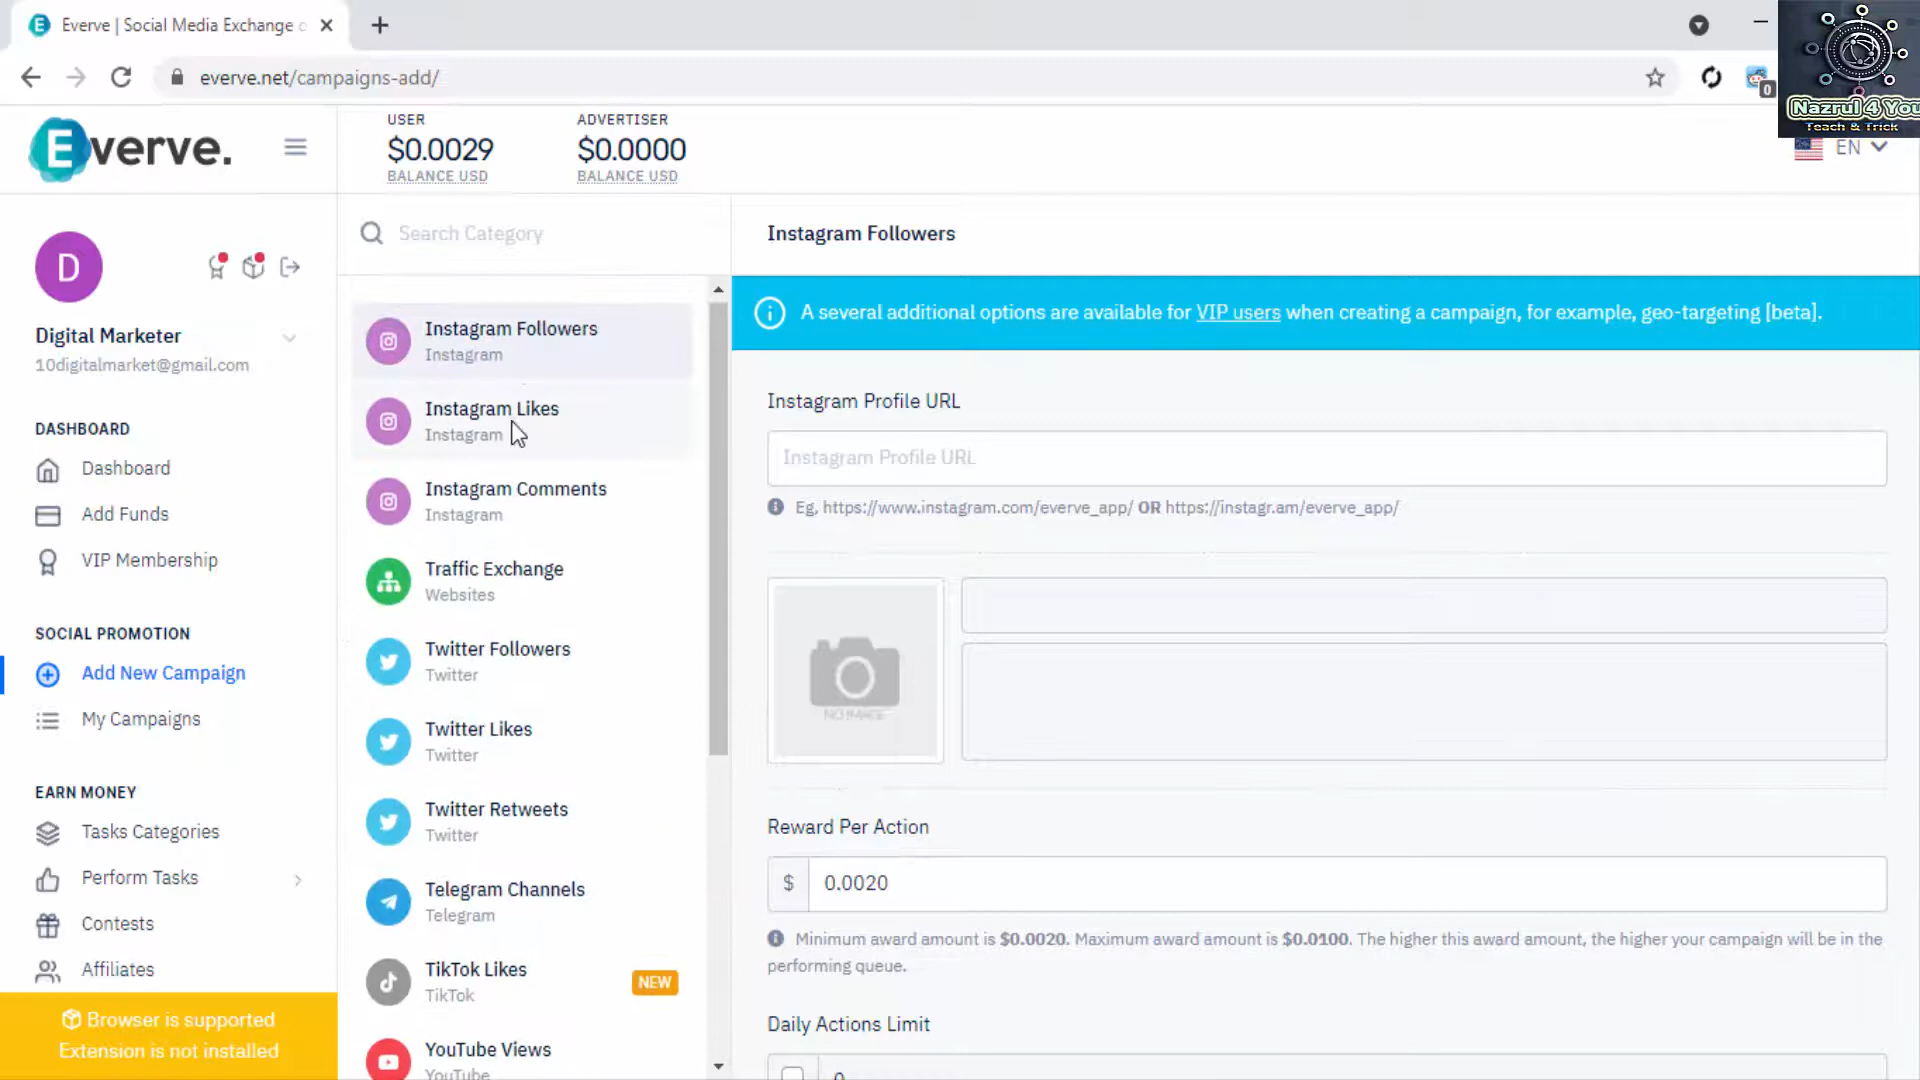 Everve | Social Media Exchange
everve.net/campaigns-add/
0
Nazrul 4 You
Teach & Trick
Everve.
USER
$0.0029
BALANCE USD
ADVERTISER
$0.0000
BALANCE USD
EN
D
Digital Marketer
10digitalmarket@gmail.com
DASHBOARD
Dashboard
Add Funds
VIP Membership
SOCIAL PROMOTION
Add New Campaign
My Campaigns
EARN MONEY
Tasks Categories
Perform Tasks
Contests
Affiliates
Browser is supported
Extension is not installed
Search Category
Instagram Followers
Instagram
Instagram Likes
Instagram
Instagram Comments
Instagram
Traffic Exchange
Websites
Twitter Followers
Twitter
Twitter Likes
Twitter
Twitter Retweets
Twitter
Telegram Channels
Telegram
TikTok Likes
TikTok
NEW
YouTube Views
YouTube
Instagram Followers
A several additional options are available for VIP users when creating a campaign, for example, geo-targeting [beta].
Instagram Profile URL
Instagram Profile URL
Eg, https://www.instagram.com/everve_app/ OR https://instagr.am/everve_app/
NO IMAGE
Reward Per Action
$ 0.0020
Minimum award amount is $0.0020. Maximum award amount is $0.0100. The higher this award amount, the higher your campaign will be in the
performing queue.
Daily Actions Limit
0